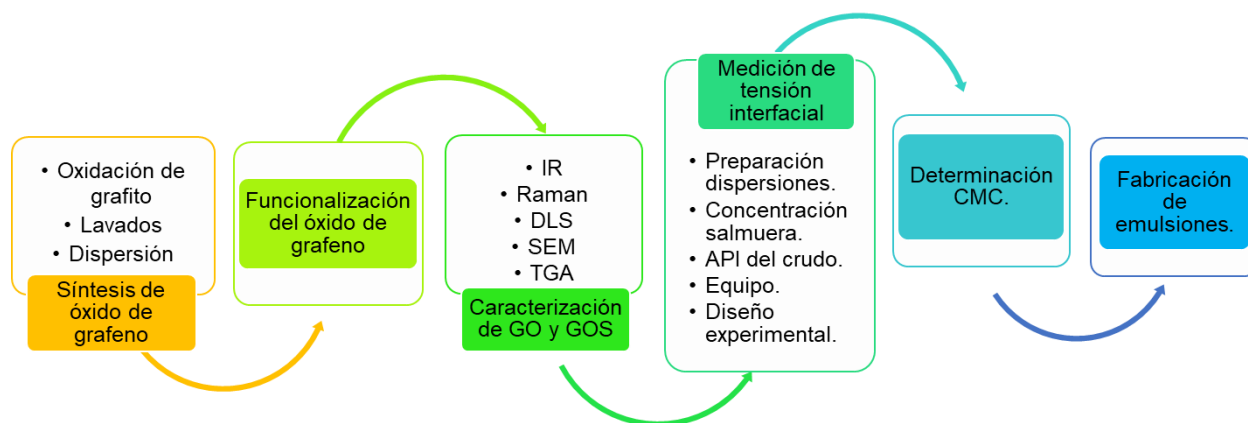 • Oxidación de
grafito
• Lavados
• Dispersión
Síntesis de
óxido de
grafeno
Funcionalización
del óxido de
grafeno
• IR
• Raman
• DLS
• SEM
• TGA
Caracterización
de GO y GOS
Medición de
tensión
interfacial
• Preparación
dispersiones.
• Concentración
salmuera.
• API del crudo.
• Equipo.
• Diseño
experimental.
Determinación
CMC.
Fabricación
de
emulsiones.